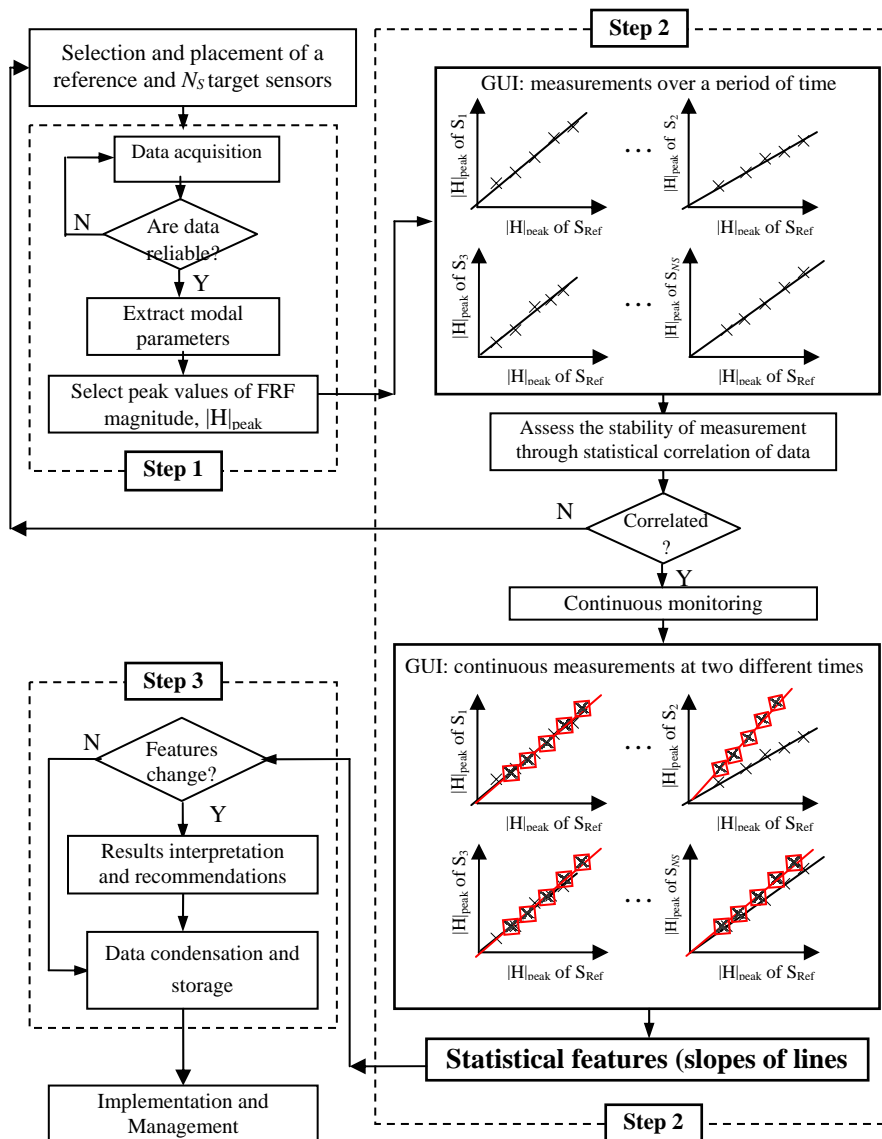 Selection and placement of a
reference and NS target sensors
Data acquisition
N
Are data
reliable?
Y
Extract modal
parameters
Select peak values of FRF
magnitude, |H|peak
Step 1
Step 2
GUI: measurements over a period of time
|H|peak of S1
|H|peak of SRef
...
|H|peak of S2
|H|peak of SRef
|H|peak of S3
|H|peak of SRef
...
|H|peak of SNS
|H|peak of SRef
Assess the stability of measurement
through statistical correlation of data
N
Correlated
?
Y
Continuous monitoring
GUI: continuous measurements at two different times
|H|peak of S1
|H|peak of SRef
...
|H|peak of S2
|H|peak of SRef
|H|peak of S3
|H|peak of SRef
...
|H|peak of SNS
|H|peak of SRef
Statistical features (slopes of lines
Step 2
Step 3
N
Features
change?
Y
Results interpretation
and recommendations
Data condensation and
storage
Implementation and
Management